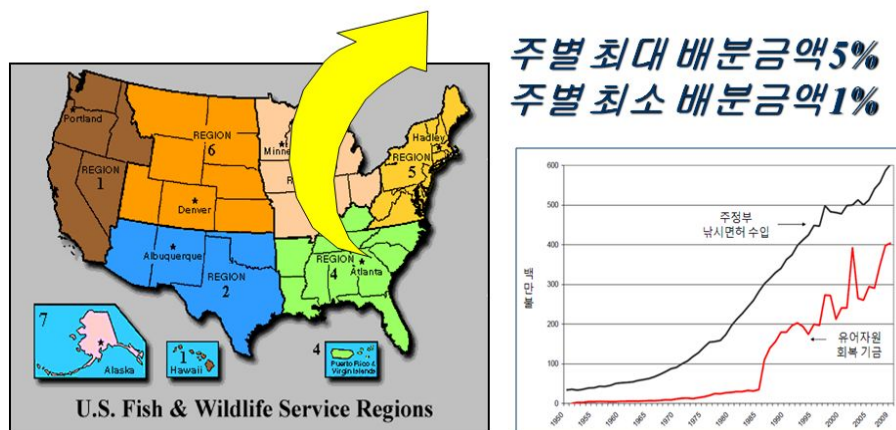 주별 최대 배분금액5%
주별 최소 배분금액1%
Portland
REGION
1
REGION
6
Denver
Hadley
REGION
5
Albuquerque
REGION
2
REGION
4
Atlanta
7
Alaska
1
Hawaii
4
Puerto Rico &
Virgin Islands
U.S. Fish & Wildlife Service Regions
백만불
600
500
400
300
200
100
0
주정부
낚시면허 수입
유어자원
회복 기금
1950
1955
1960
1965
1970
1975
1980
1985
1990
1995
2000
2005
2009